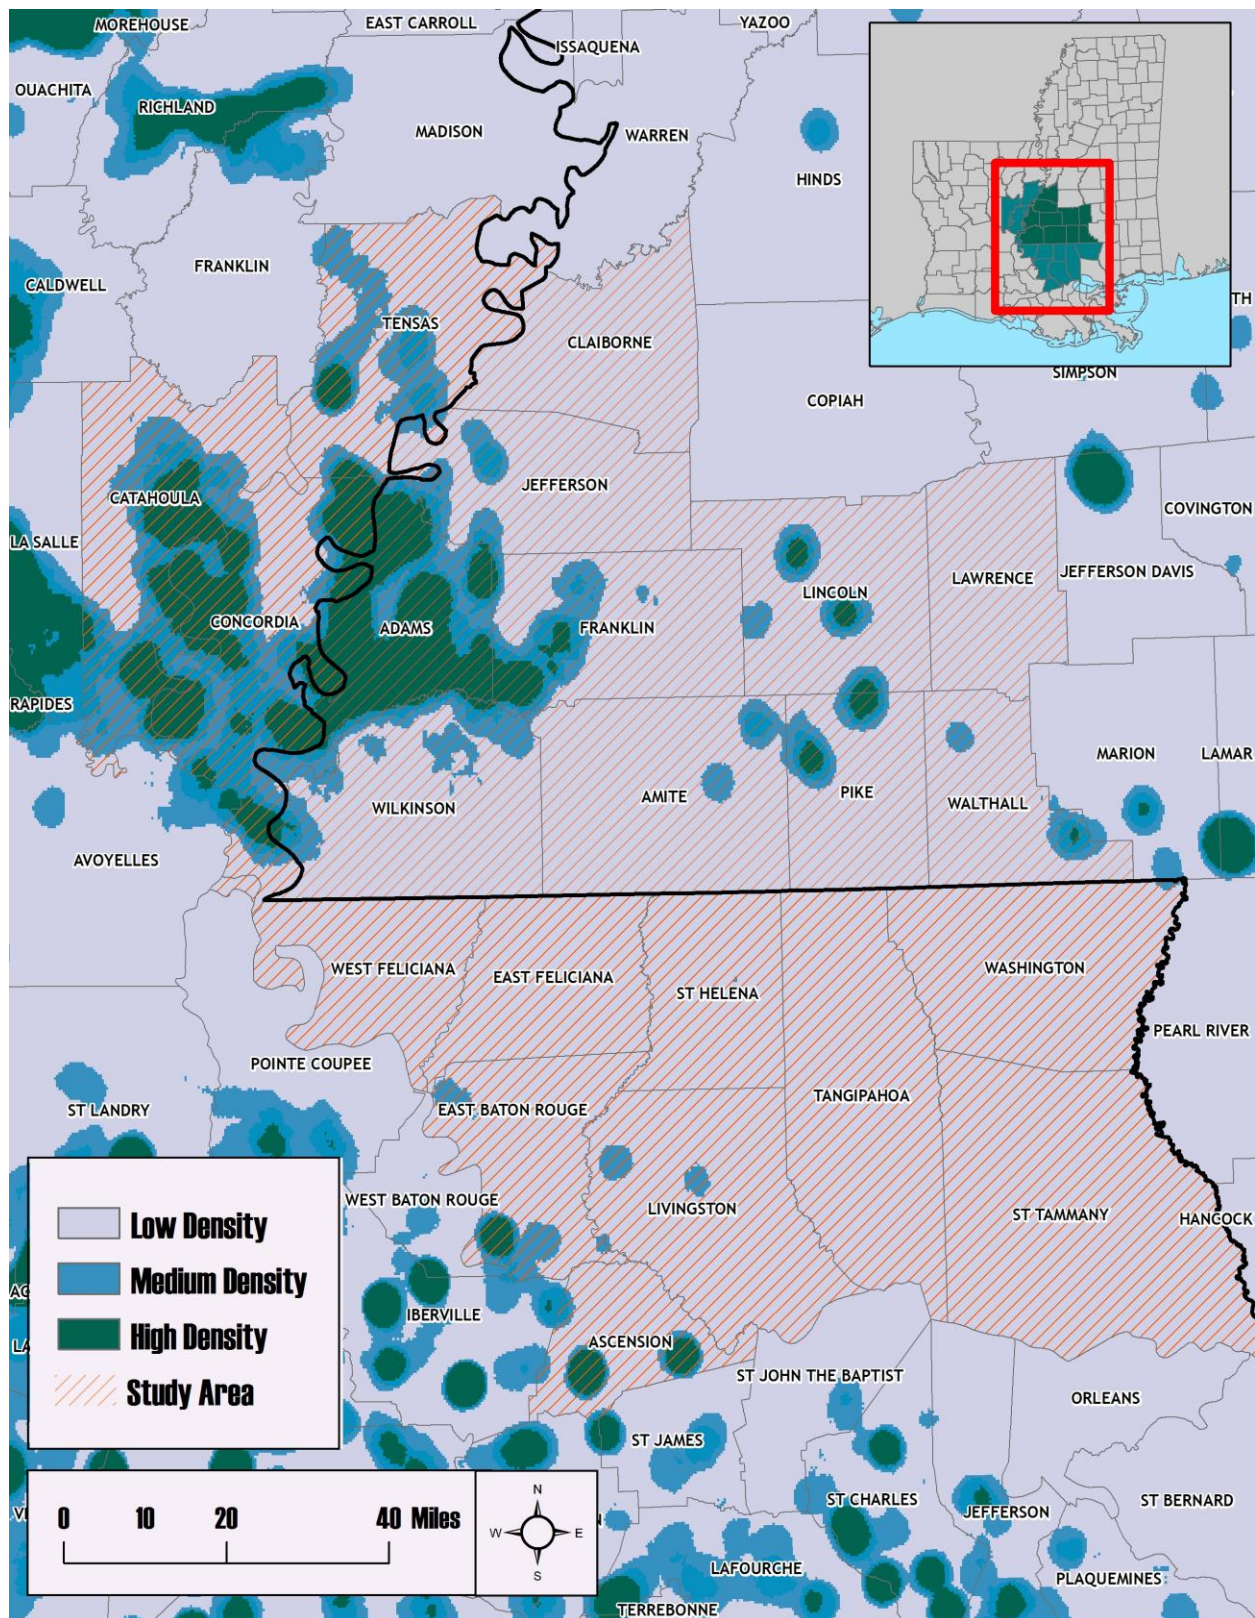 MOREHOUSE
EAST CARROLL
YAZOO
ISSAQUENA
OUACHITA
RICHLAND
MADISON
WARREN
HINDS
FRANKLIN
CALDWELL
TENSAS
CLAIBORNE
TH
SIMPSON
COPIAH
CATAHOULA
JEFFERSON
COVINGTON
LA SALLE
JEFFERSON DAVIS
LAWRENCE
LINCOLN
CONCORDIA
ADAMS
FRANKLIN
RAPIDES
MARION
LAMAR
WILKINSON
AMITE
PIKE
WALTHALL
AVOYELLES
WEST FELICIANA
EAST FELICIANA
ST HELENA
WASHINGTON
PEARL RIVER
POINTE COUPEE
TANGIPAHOA
ST LANDRY
EAST BATON ROUGE
WEST BATON ROUGE
LIVINGSTON
ST TAMMANY
HANCOCK
Low Density
Medium Density
High Density
Study Area
AC
LA
IBERVILLE
ASCENSION
ST JOHN THE BAPTIST
ORLEANS
ST JAMES
ST CHARLES
JEFFERSON
ST BERNARD
LAFOURCHE
PLAQUEMINES
TERREBONNE
0 10 20 40 Miles
N
W E
S